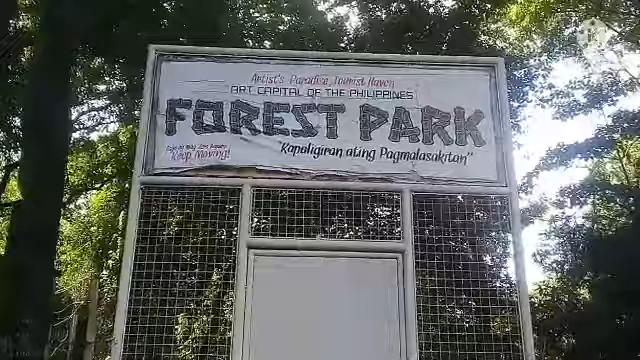 Artist's Paradise, Tourist Haven
ART CAPITAL OF THE PHILIPPINES
FOREST PARK
"Kapaligiran ating Pagmalasakitan"
"Keep Moving!"